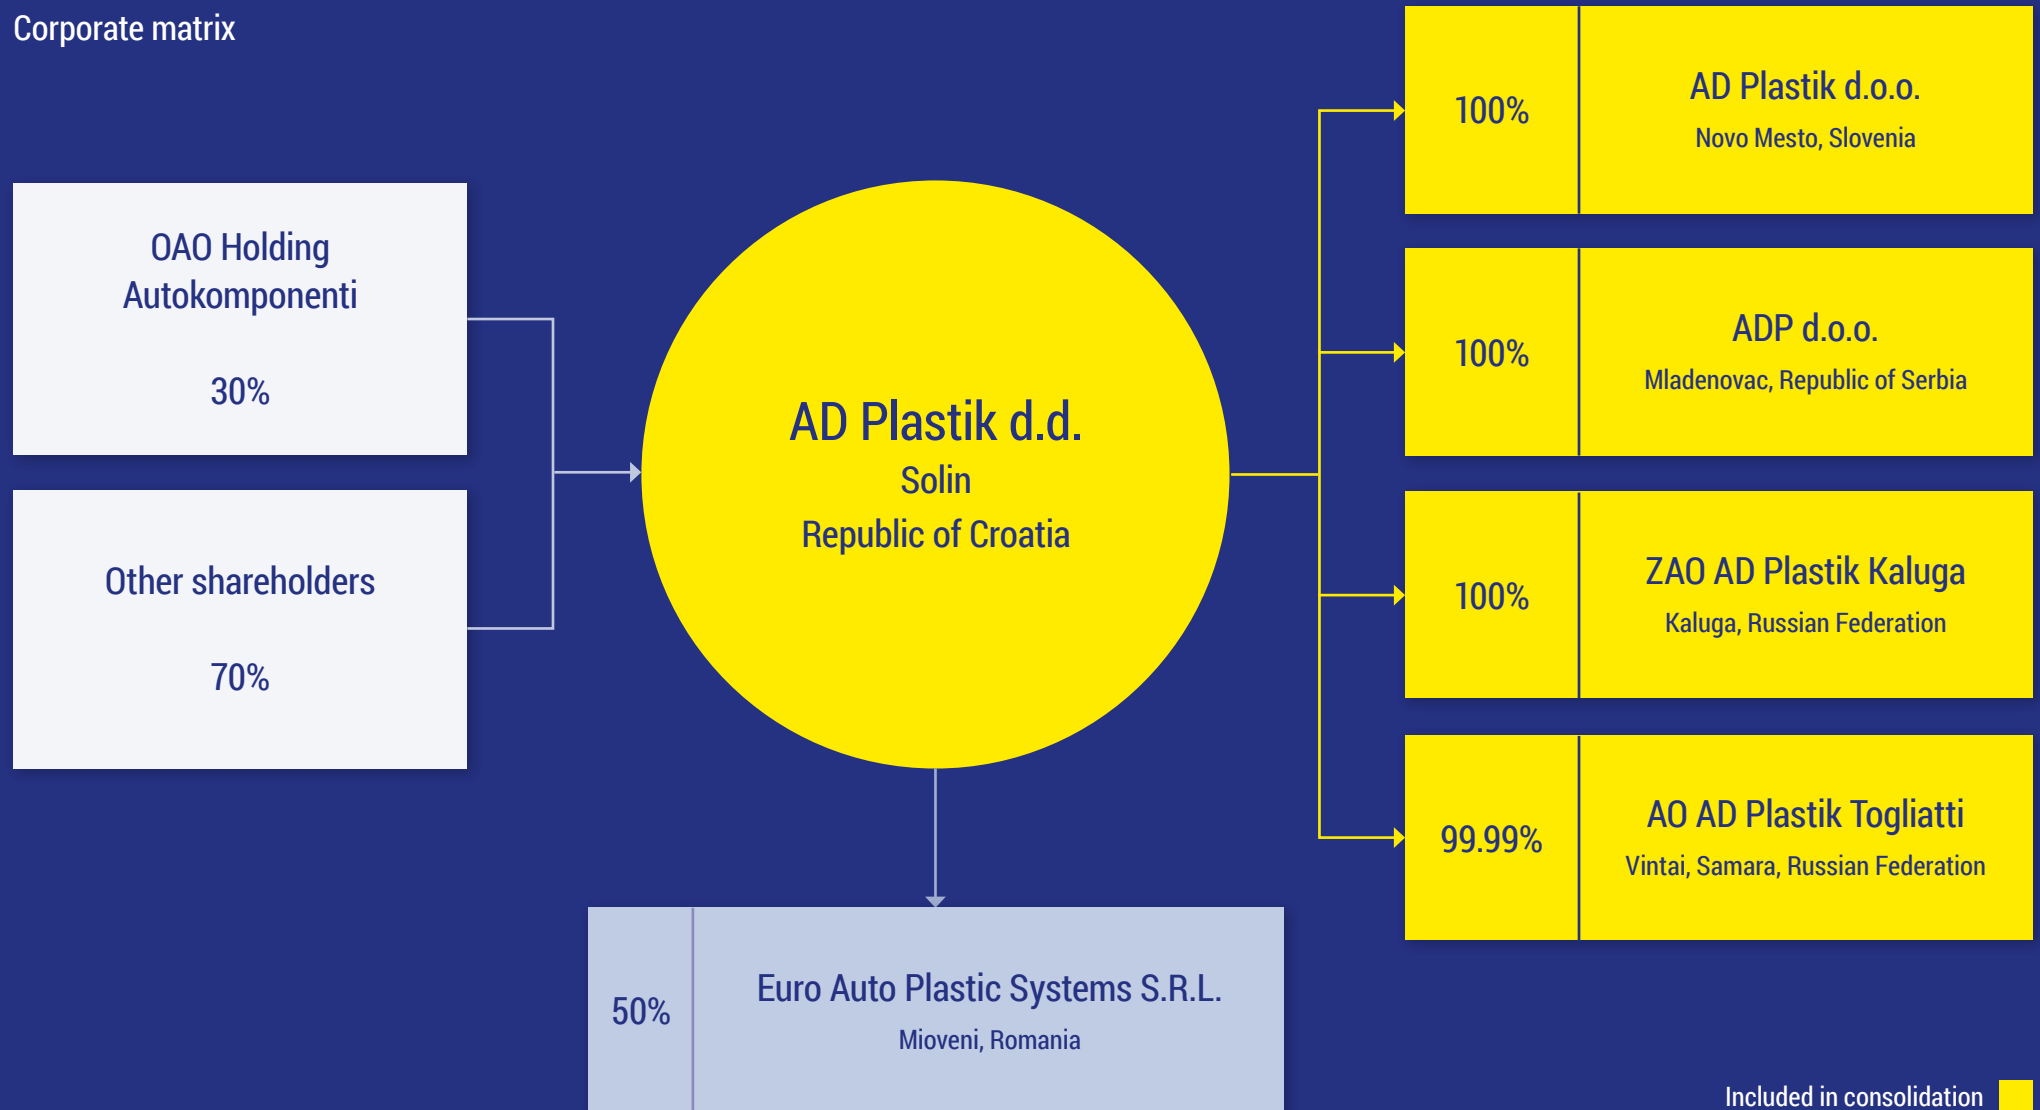 Corporate matrix
OAO Holding
Autokomponenti
30%
Other shareholders
70%
AD Plastik d.d.
Solin
Republic of Croatia
100%
AD Plastik d.o.o.
Novo Mesto, Slovenia
100%
ADP d.o.o.
Mladenovac, Republic of Serbia
100%
ZAO AD Plastik Kaluga
Kaluga, Russian Federation
99.99%
AO AD Plastik Togliatti
Vintai, Samara, Russian Federation
50%
Euro Auto Plastic Systems S.R.L.
Mioveni, Romania
Included in consolidation